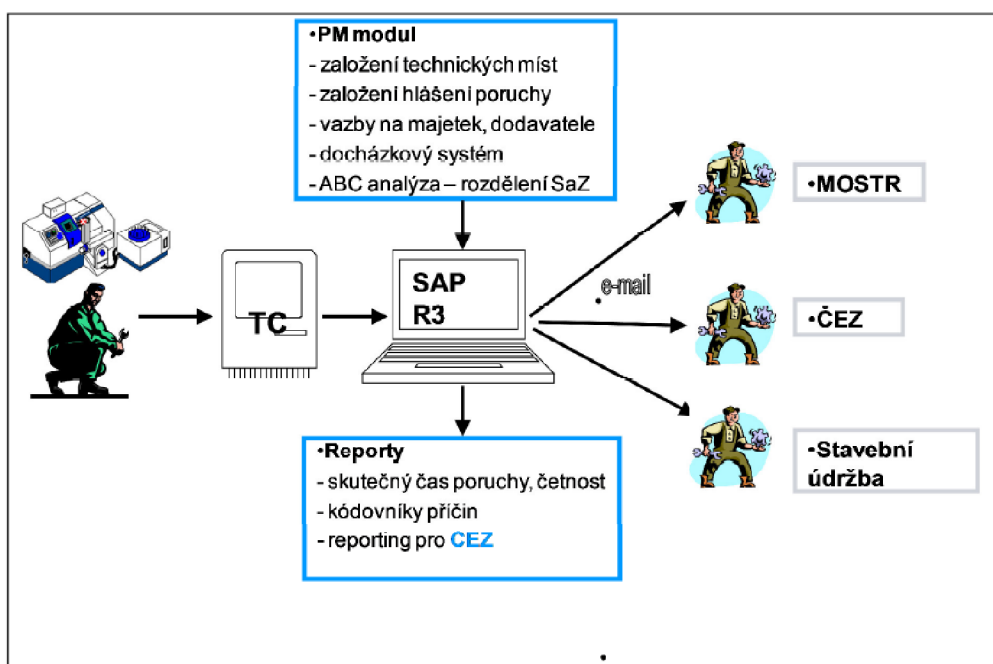 •PM modul
- založení technických míst
- založení hlášení poruchy
- vazby na majetek, dodavatele
- docházkový systém
- ABC analýza – rozdělení SaZ
•MOSTR
TC
SAP
R3
•e-mail
•ČEZ
•Reporty
- skutečný čas poruchy, četnost
- kódovníky příčin
- reporting pro CEZ
•Stavební
údržba